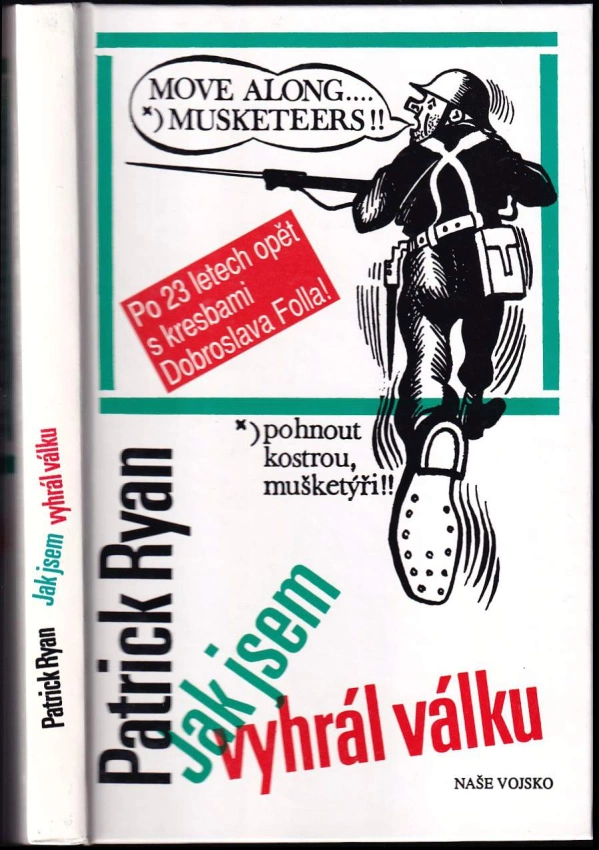 MOVE ALONG....
*) MUSKETEERS!!
Po 23 letech opět
s kresbami
Dobroslava Folla!
*) pohnout
kostrou,
mušketýři!!
Patrick Ryan
Jak jsem
vyhrál válku
NAŠE VOJSKO
Patrick Ryan Jak jsem vyhrál válku